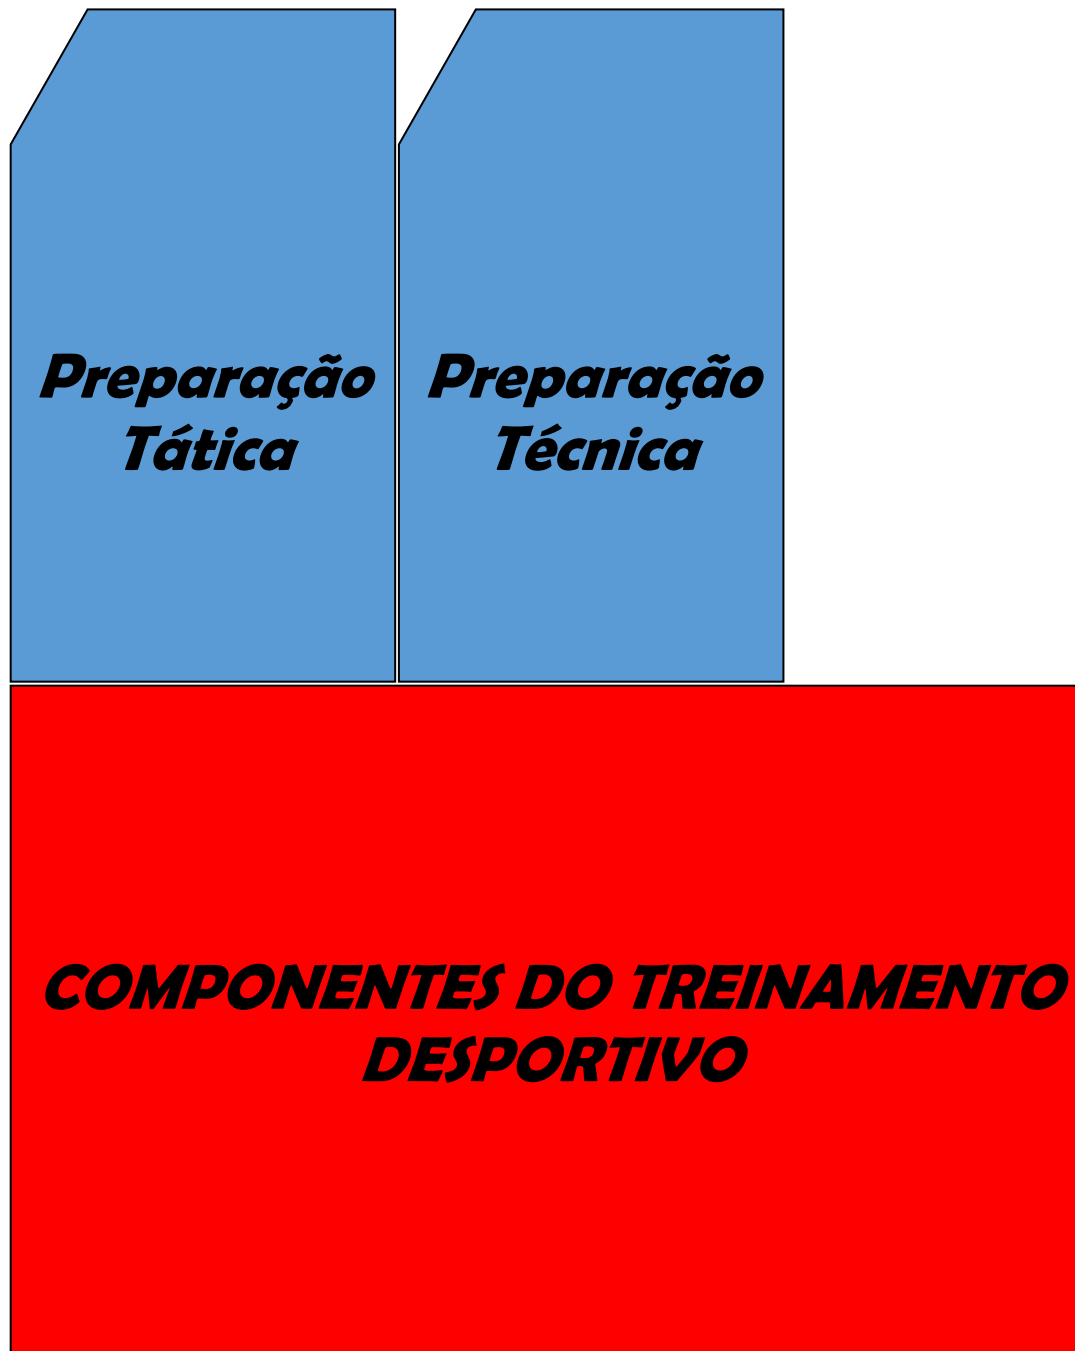 Preparação
Tática
Preparação
Técnica
COMPONENTES DO TREINAMENTO
DESPORTIVO